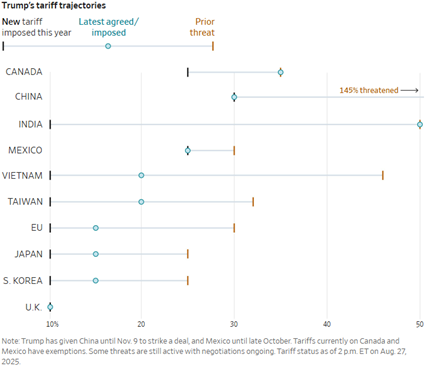 Trump's tariff trajectories
New tariff imposed this year
Latest agreed/ imposed
Prior threat
CANADA
CHINA
145% threatened
INDIA
MEXICO
VIETNAM
TAIWAN
EU
JAPAN
S. KOREA
U.K.
10% 20 30 40 50
Note: Trump has given China until Nov. 9 to strike a deal, and Mexico until late October. Tariffs currently on Canada and
Mexico have exemptions. Some threats are still active with negotiations ongoing. Tariff status as of 2 p.m. ET on Aug. 27,
2025.